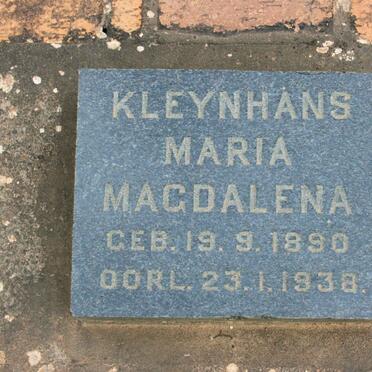 KLEYNHANS
MARIA
MAGDALENA
GEB. 19. 9. 1890
OORL. 23. 1. 1938.